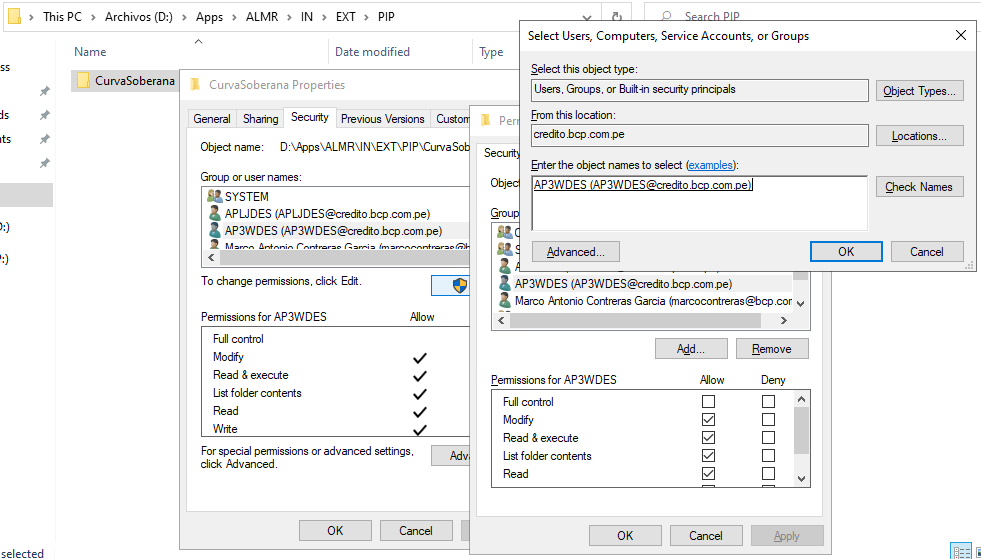 This PC > Archivos (D:) > Apps > ALMR > IN > EXT > PIP
Search PIP
Name
Date modified
Type
CurvaSoberana
selected
CurvaSoberana Properties
General
Sharing
Security
Previous Versions
Custom
Object name: D:\Apps\ALMR\IN\EXT\PIP\CurvaSob
Group or user names:
SYSTEM
APLJDES (APLJDES@credito.bcp.com.pe)
AP3WDES (AP3WDES@credito.bcp.com.pe)
Marco Antonio Contreras Garcia (marcocontreras@b
To change permissions, click Edit.
Permissions for AP3WDES
Allow
Full control
Modify
Read & execute
List folder contents
Read
Write
For special permissions or advanced settings,
click Advanced.
Adv
OK
Cancel
Perm
Security
Objec
Group
AP3WDES (AP3WDES@credito.bcp.com.pe)
Marco Antonio Contreras Garcia (marcocontreras@bcp.cor
Add...
Remove
Permissions for AP3WDES
Allow
Deny
Full control
Modify
Read & execute
List folder contents
Read
OK
Cancel
Apply
Select Users, Computers, Service Accounts, or Groups
Select this object type:
Users, Groups, or Built-in security principals
Object Types...
From this location:
credito.bcp.com.pe
Locations...
Enter the object names to select (examples):
AP3WDES (AP3WDES@credito.bcp.com.pe)
Check Names
Advanced...
OK
Cancel